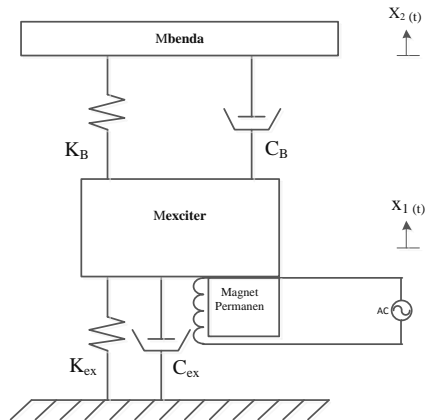 X2 (t)
Mbenda
KB
CB
x1 (t)
Mexciter
Magnet
Permanen
AC
Kex
Cex